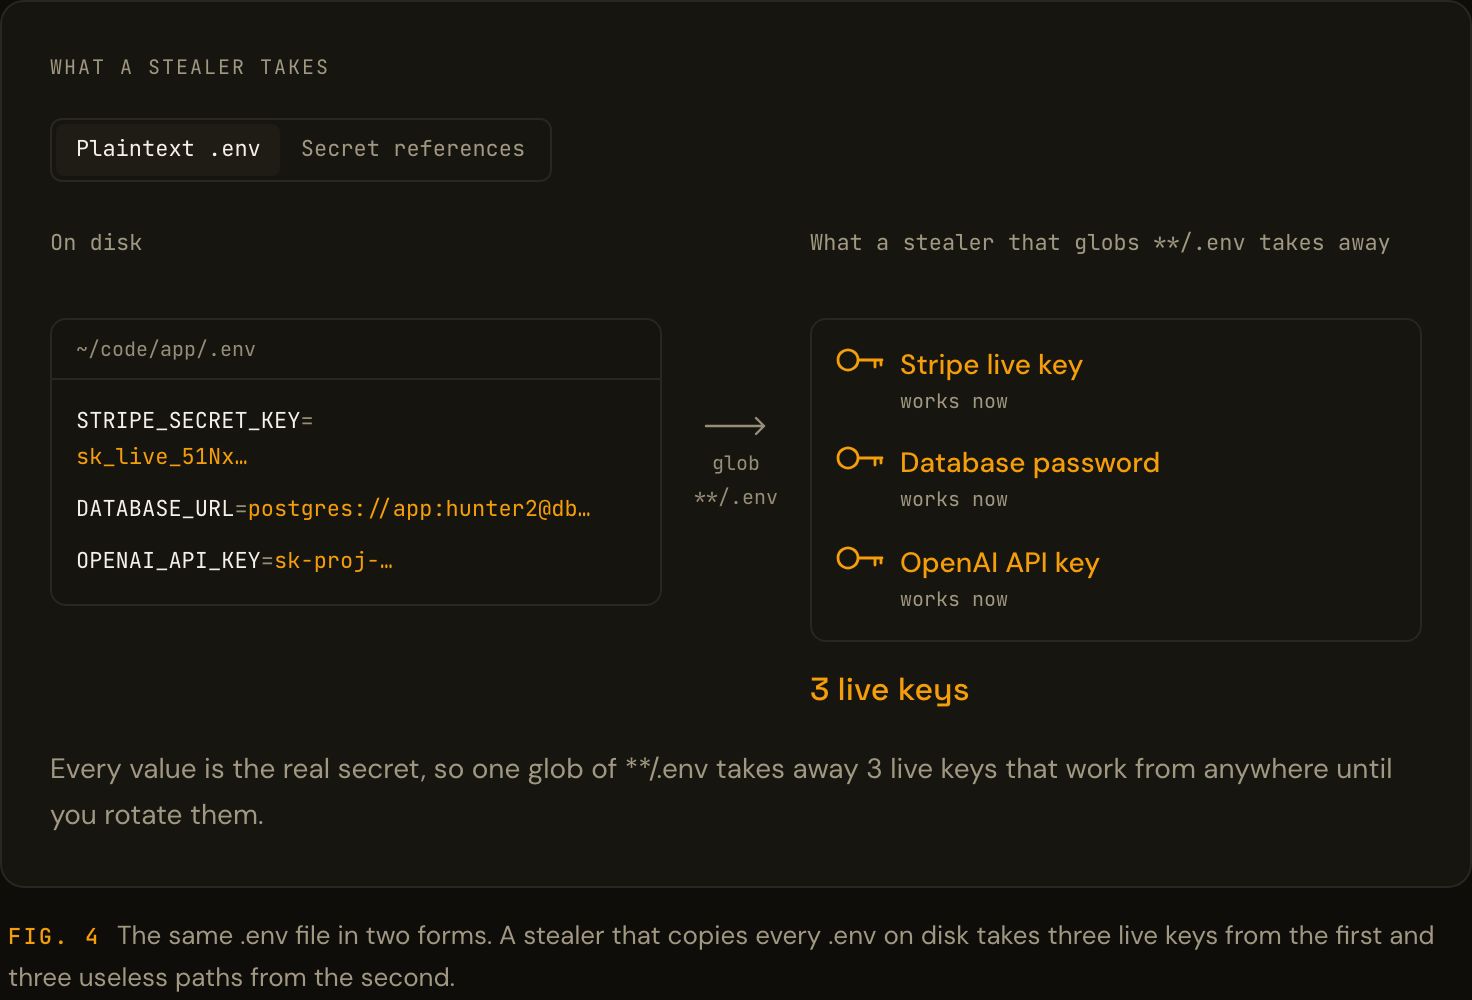 WHAT A STEALER TAKES
Plaintext .env
Secret references
On disk
What a stealer that globs **/.env takes away
~/code/app/.env
STRIPE_SECRET_KEY=
sk_live_51Nx…
DATABASE_URL=postgres://app:hunter2@db…
OPENAI_API_KEY=sk-proj-…
glob
**/.env
Stripe live key
works now
Database password
works now
OpenAI API key
works now
3 live keys
Every value is the real secret, so one glob of **/.env takes away 3 live keys that work from anywhere until
you rotate them.
FIG. 4 The same .env file in two forms. A stealer that copies every .env on disk takes three live keys from the first and
three useless paths from the second.